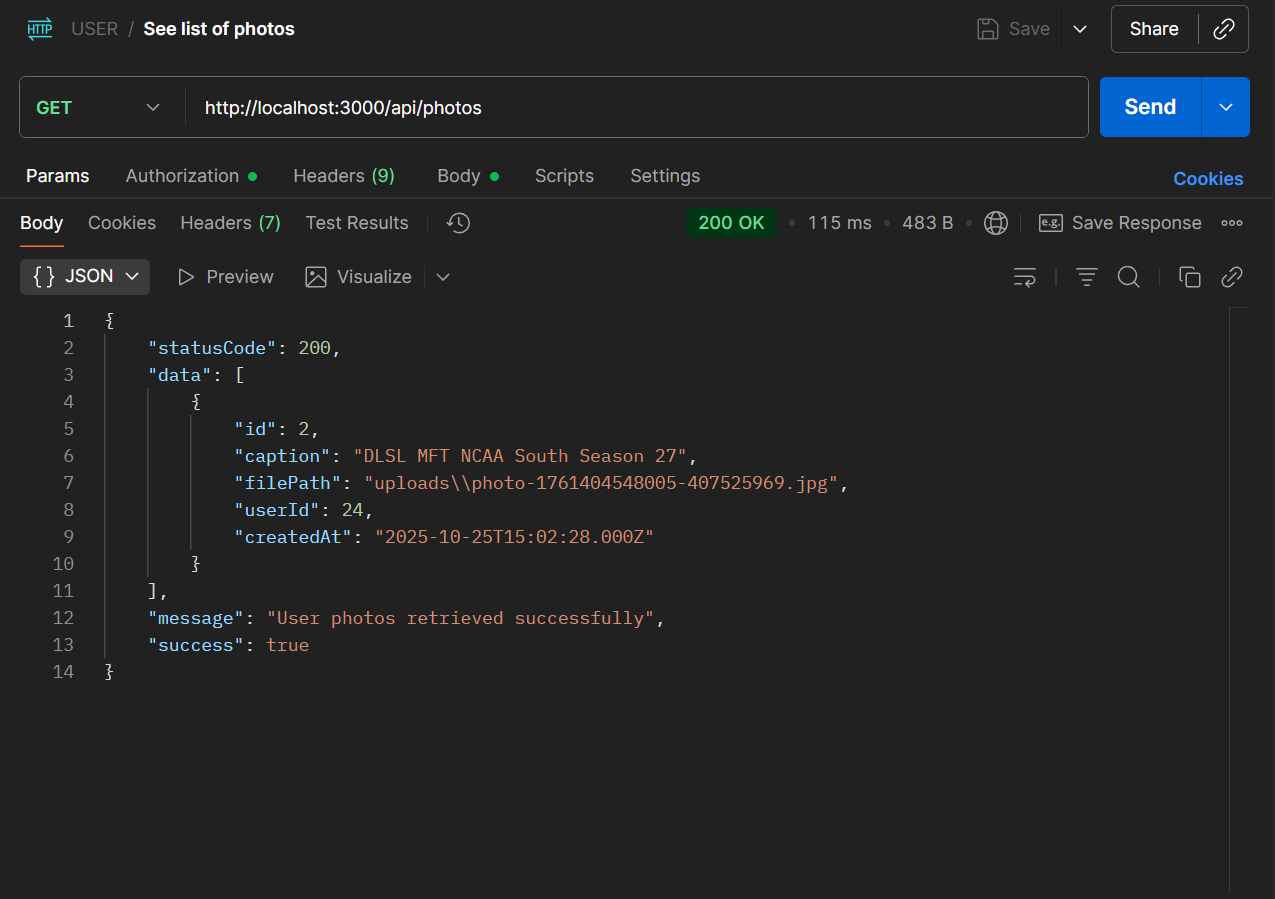 HTTP USER / See list of photos Save Share
GET http://localhost:3000/api/photos Send
Params Authorization Headers (9) Body Scripts Settings Cookies
Body Cookies Headers (7) Test Results 200 OK • 115 ms • 483 B • e.g. Save Response
{} JSON Preview Visualize
1 {
2 "statusCode": 200,
3 "data": [
4 {
5 "id": 2,
6 "caption": "DLSL MFT NCAA South Season 27",
7 "filePath": "uploads\\photo-1761404548005-407525969.jpg",
8 "userId": 24,
9 "createdAt": "2025-10-25T15:02:28.000Z"
10 }
11 ],
12 "message": "User photos retrieved successfully",
13 "success": true
14 }